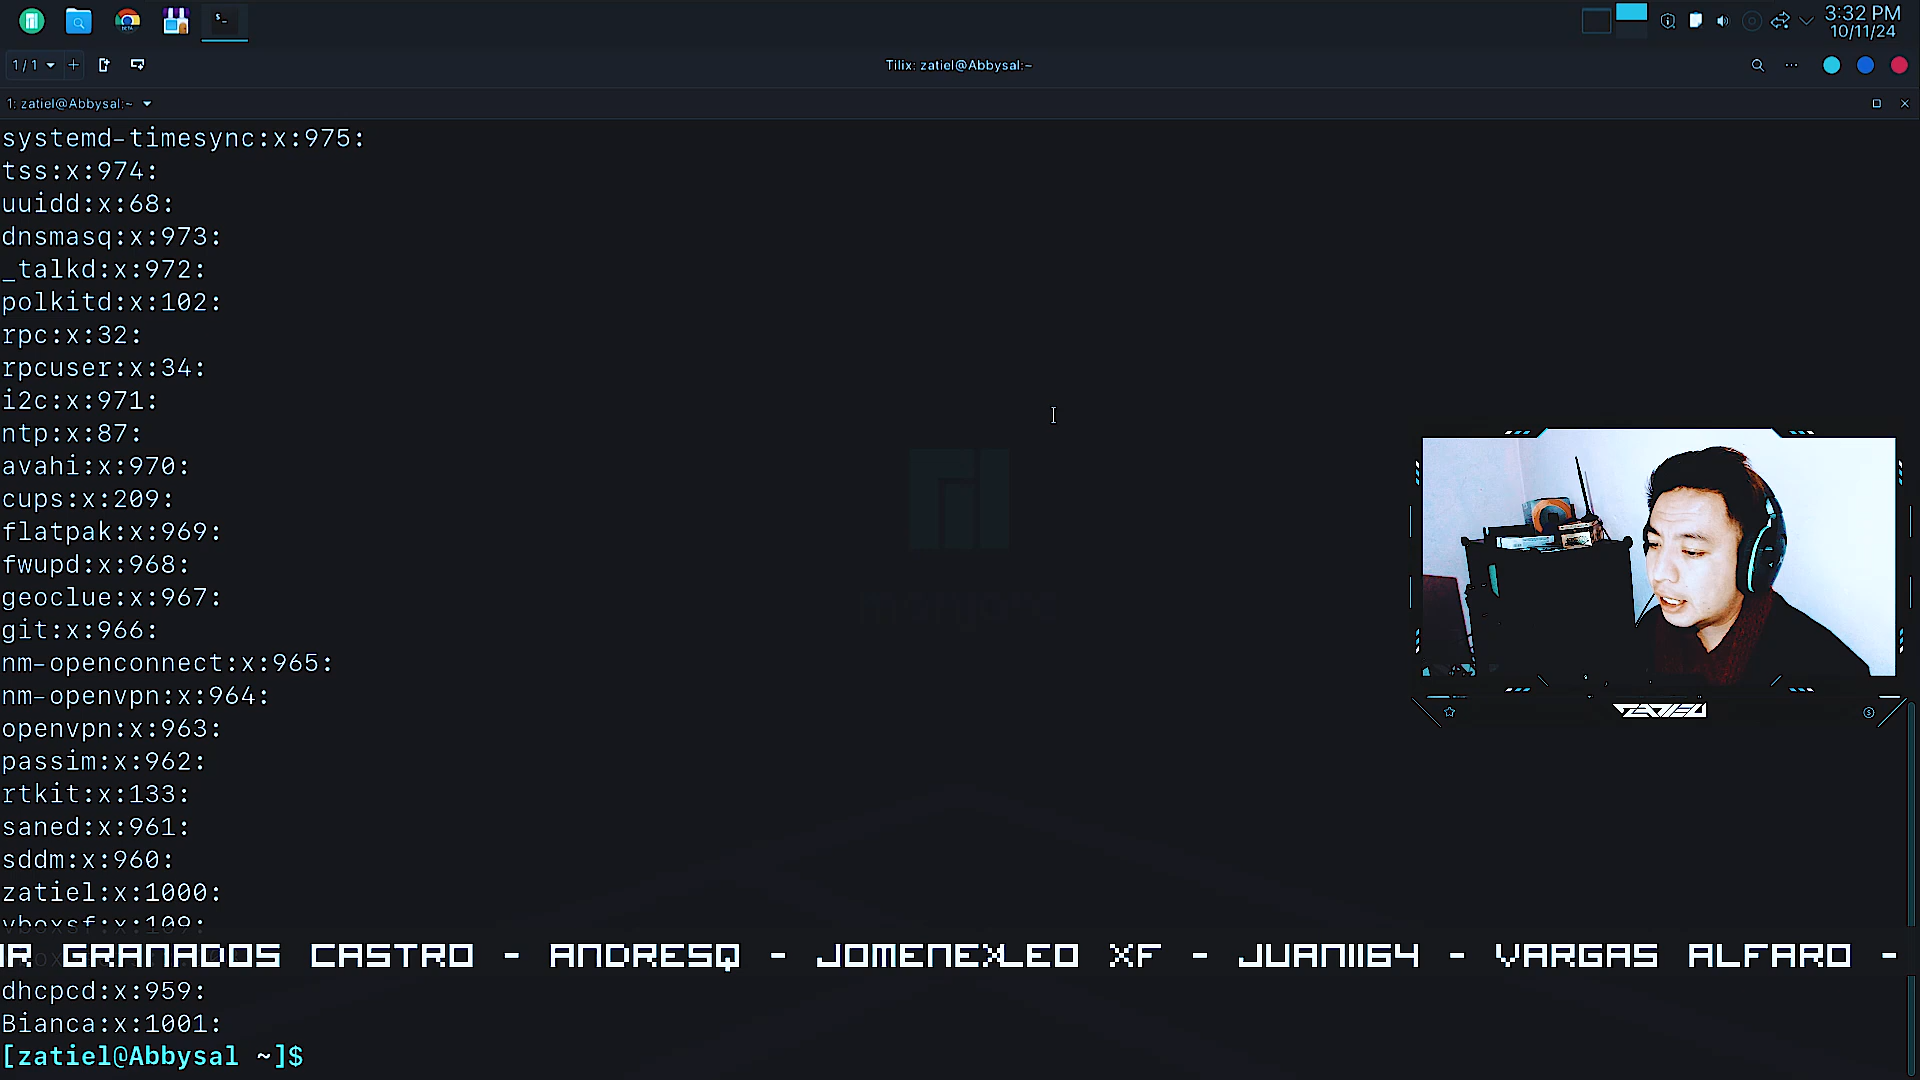 3:32 PM
10/11/24
1 / 1
Tilix: zatiel@Abbysal:~
1: zatiel@Abbysal:~
systemd-timesync:x:975:
tss:x:974:
uuidd:x:68:
dnsmasq:x:973:
_talkd:x:972:
polkitd:x:102:
rpc:x:32:
rpcuser:x:34:
i2c:x:971:
ntp:x:87:
avahi:x:970:
cups:x:209:
flatpak:x:969:
fwupd:x:968:
geoclue:x:967:
git:x:966:
nm-openconnect:x:965:
nm-openvpn:x:964:
openvpn:x:963:
passim:x:962:
rtkit:x:133:
saned:x:961:
sddm:x:960:
zatiel:x:1000:
vboxsf:x:109:
GRANADOS CASTRO - ANDRESQ - JOMENEXLEO XF - JUAN1164 - VARGAS ALFARO -
dhcpcd:x:959:
Bianca:x:1001:
[zatiel@Abbysal ~]$
ZATIEL